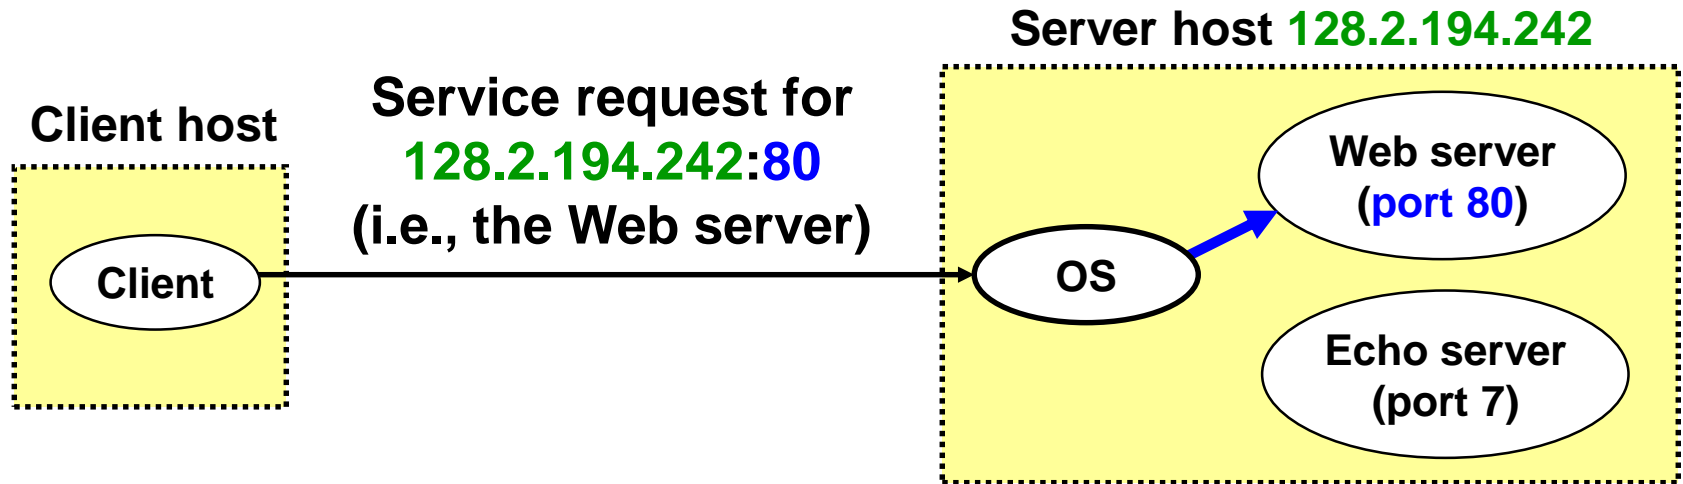 Server host 128.2.194.242
Client host
Service request for
128.2.194.242:80
(i.e., the Web server)
Client
OS
Web server
(port 80)
Echo server
(port 7)